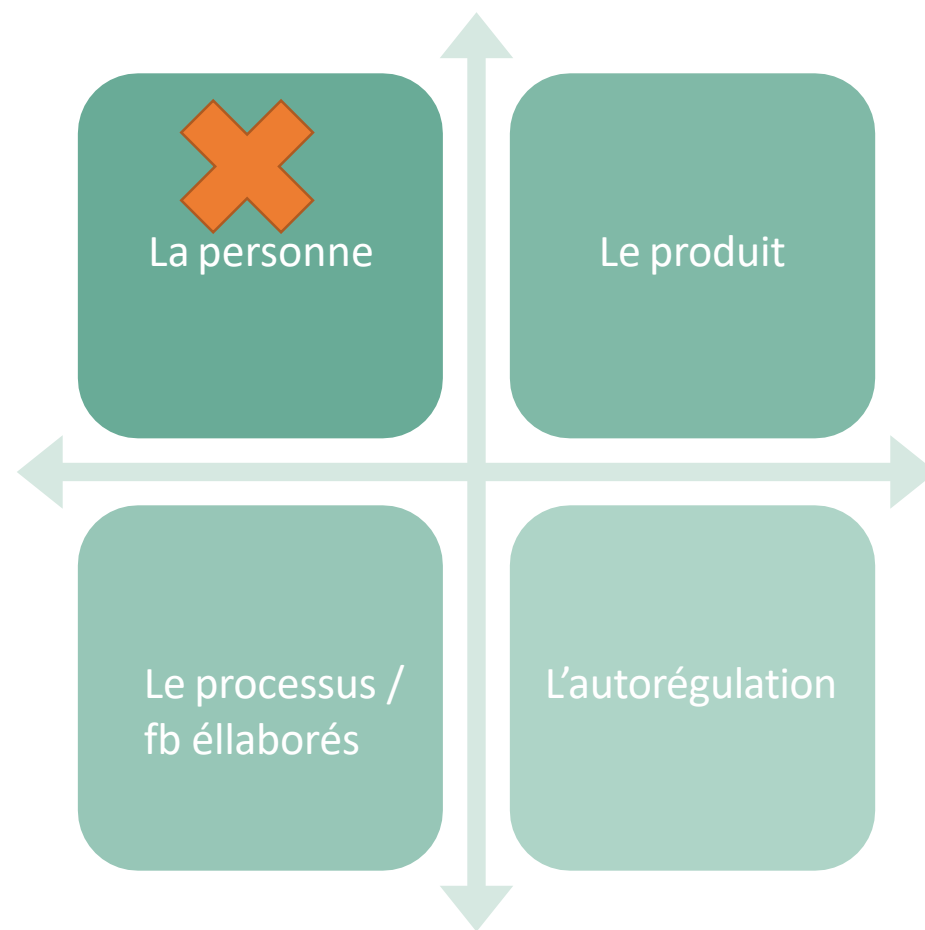 La personne
Le produit
Le processus /
fb éllaborés
L’autorégulation